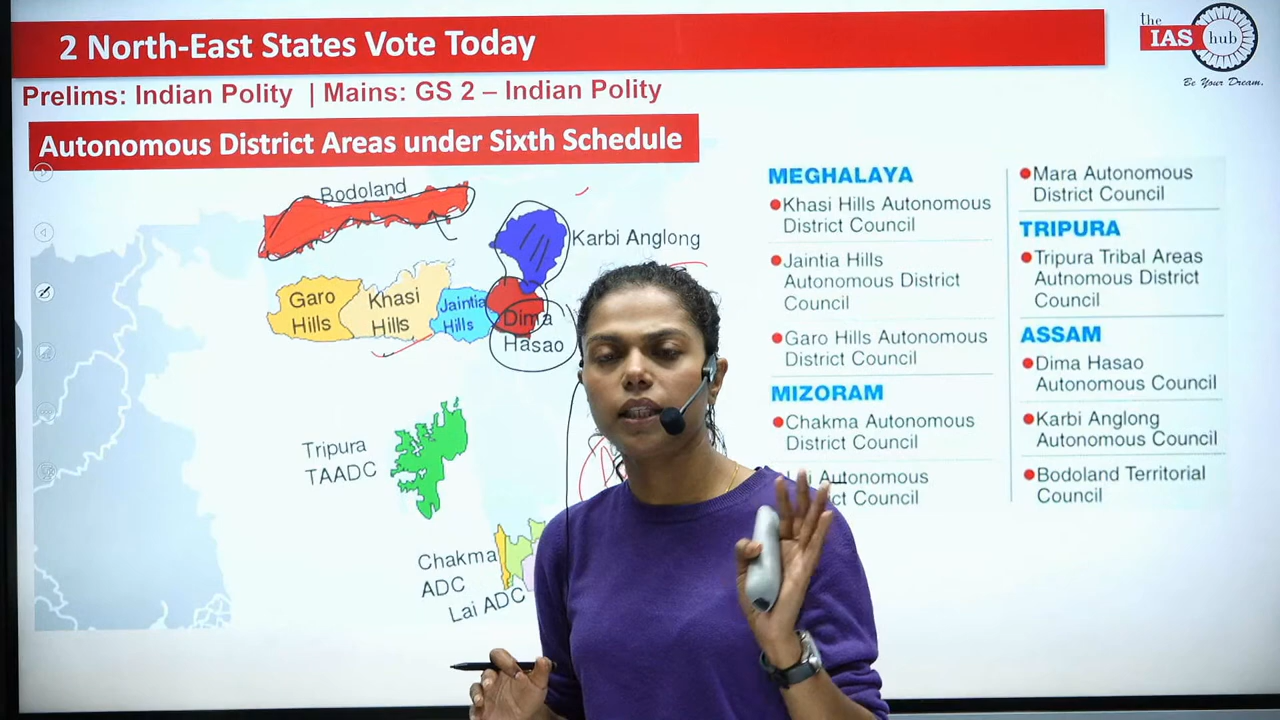 2 North-East States Vote Today
the
IAS hub
Be Your Dream.
Prelims: Indian Polity | Mains: GS 2 – Indian Polity
Autonomous District Areas under Sixth Schedule
Bodoland
Karbi Anglong
Garo
Hills
Khasi
Hills
Jaintia
Hills
Dima
Hasao
Tripura
TAADC
Chakma
ADC
Lai ADC
MEGHALAYA
Khasi Hills Autonomous
District Council
Jaintia Hills
Autonomous District
Council
Garo Hills Autonomous
District Council
MIZORAM
Chakma Autonomous
District Council
Autonomous
Council
Mara Autonomous
District Council
TRIPURA
Tripura Tribal Areas
Autnomous District
Council
ASSAM
Dima Hasao
Autonomous Council
Karbi Anglong
Autonomous Council
Bodoland Territorial
Council